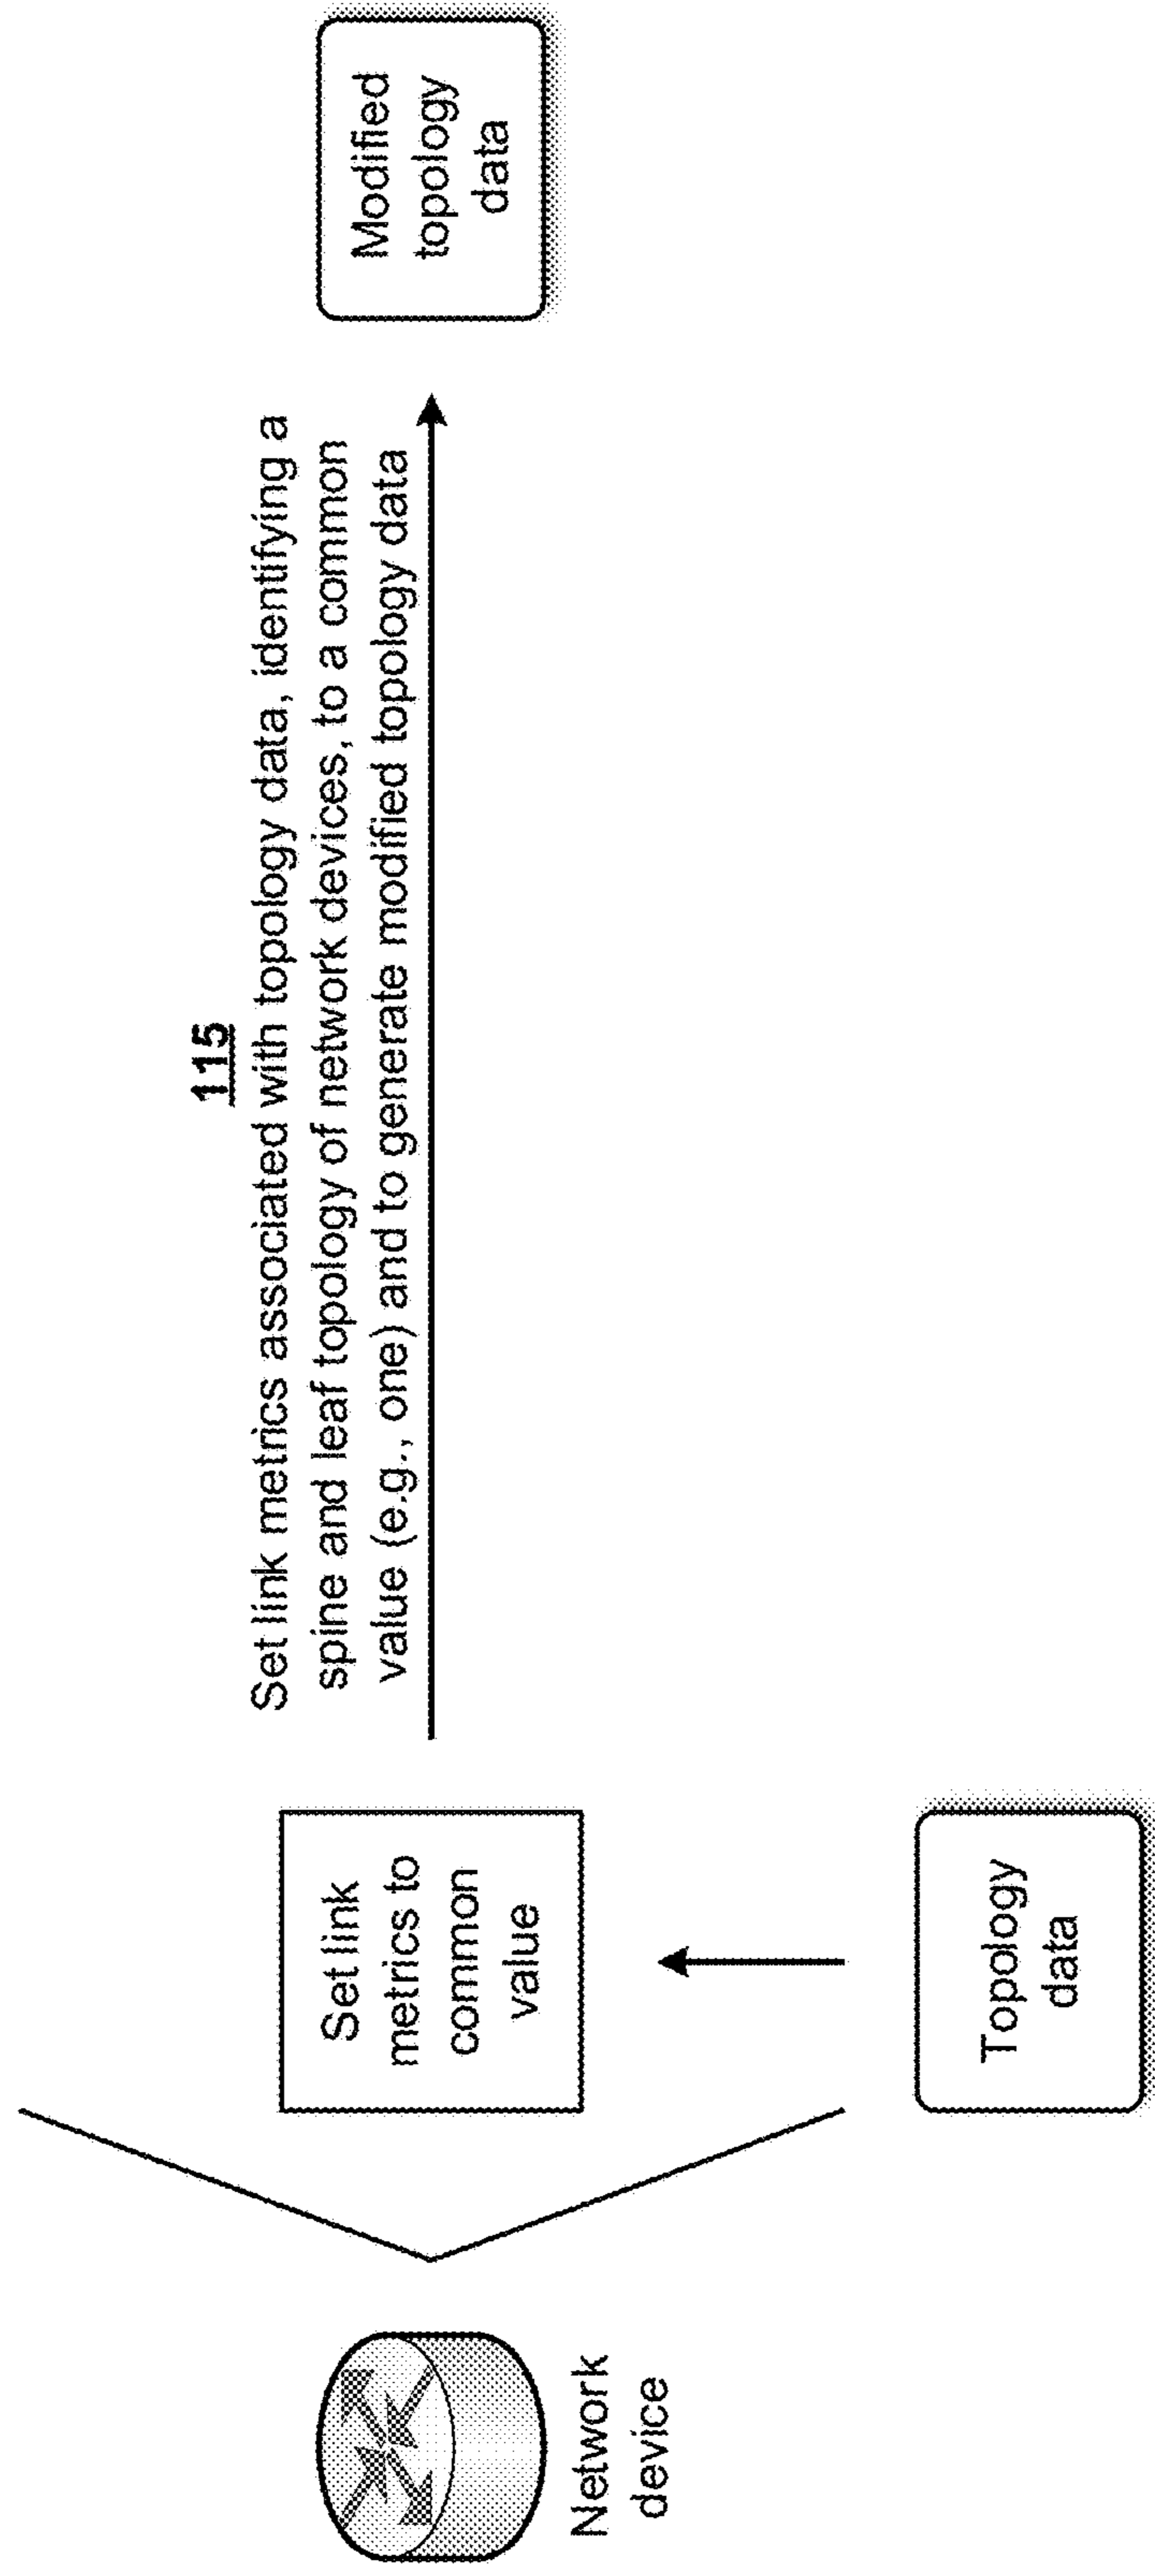 115
Set link metrics associated with topology data, identifying a
spine and leaf topology of network devices, to a common
value (e.g., one) and to generate modified topology data
Network
device
Set link
metrics to
common
value
Topology
data
Modified
topology
data